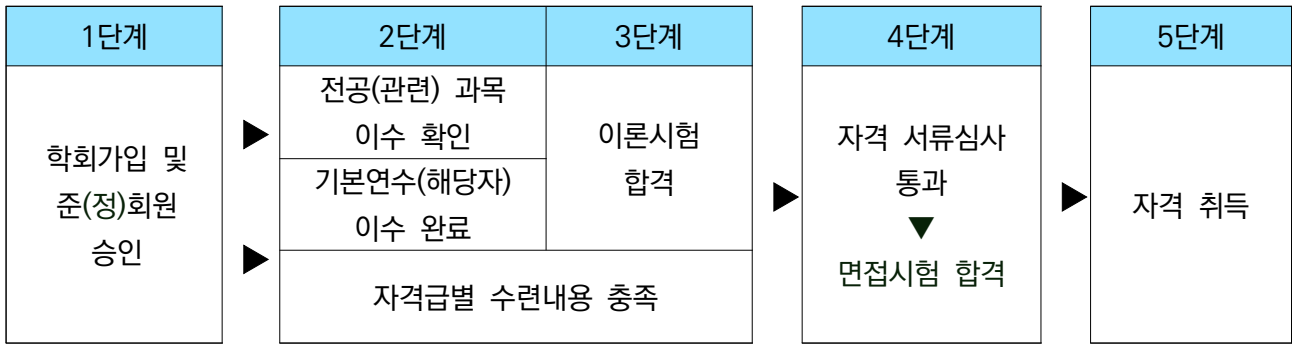 1단계
학회가입 및
준(정)회원
승인
2단계
3단계
전공(관련) 과목
이수 확인
기본연수(해당자)
이수 완료
이론시험
합격
자격급별 수련내용 충족
4단계
자격 서류심사
통과
▼
면접시험 합격
5단계
자격 취득